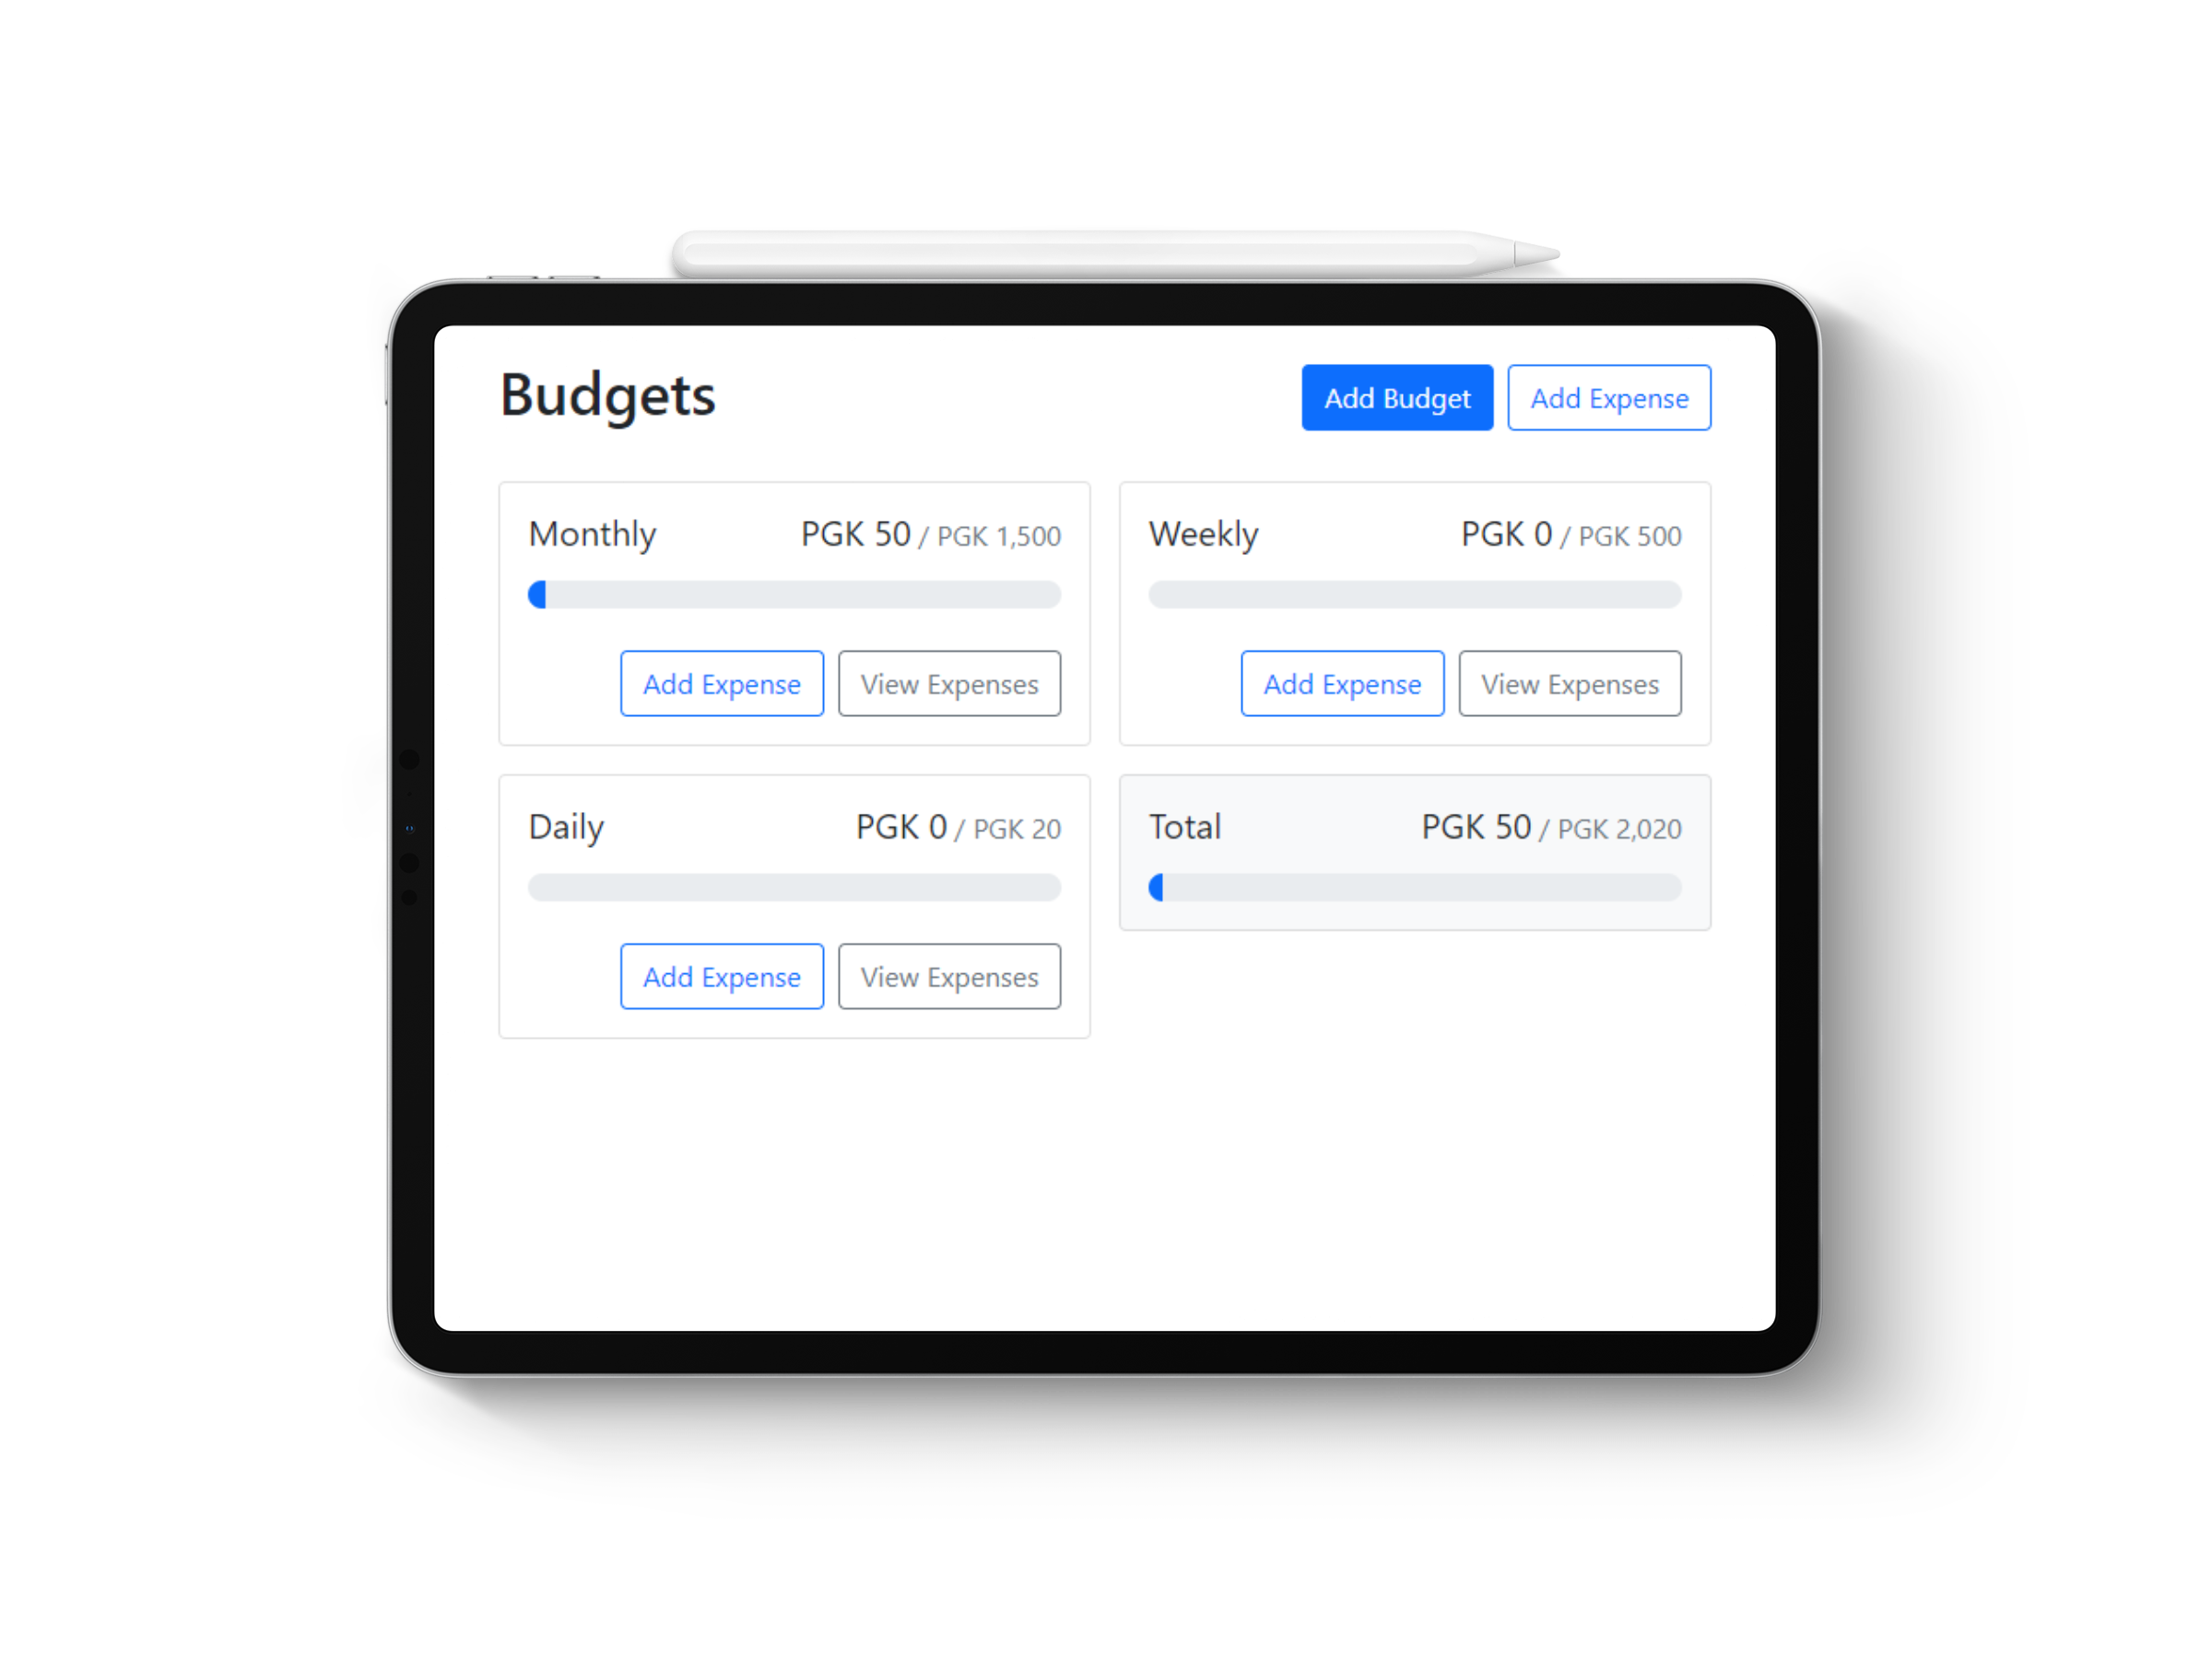 Budgets
Add Budget
Add Expense
Monthly PGK 50 / PGK 1,500
Add Expense
View Expenses
Weekly PGK 0 / PGK 500
Add Expense
View Expenses
Daily PGK 0 / PGK 20
Add Expense
View Expenses
Total PGK 50 / PGK 2,020